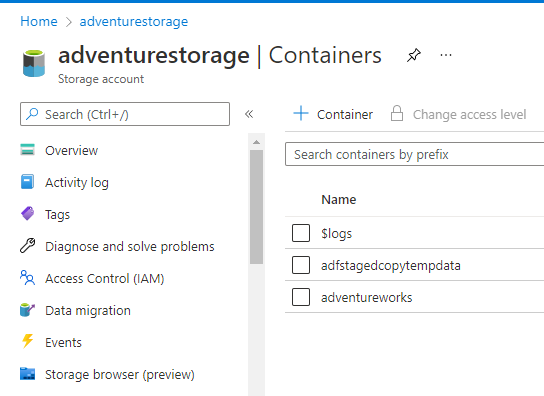 Home > adventurestorage
adventurestorage | Containers
Storage account
Search (Ctrl+/)
Overview
Activity log
Tags
Diagnose and solve problems
Access Control (IAM)
Data migration
Events
Storage browser (preview)
+ Container Change access level
Search containers by prefix
Name
$logs
adfstagedcopytempdata
adventureworks